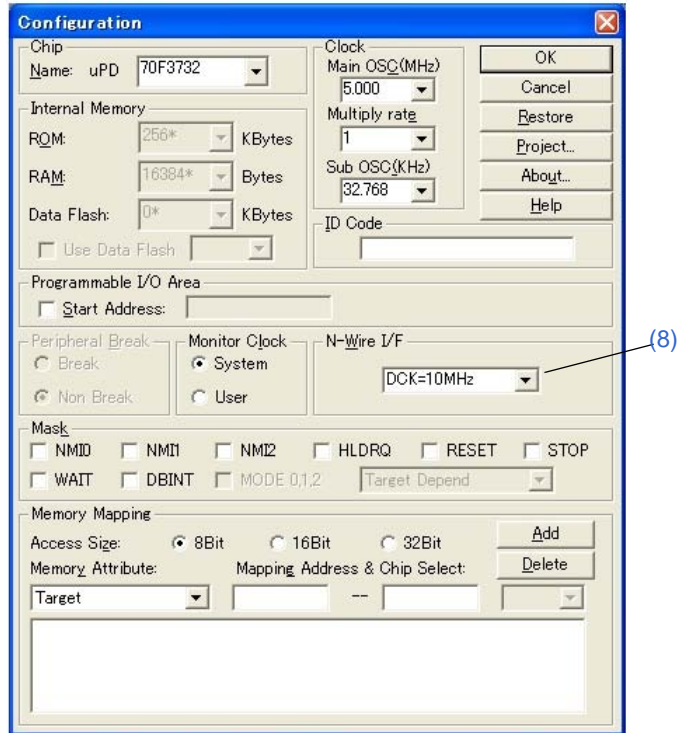 Configuration
Chip
Name: uPD 70F3732
Clock
Main OSC(MHz)
5.000
Multiply rate
1
Sub OSC(KHz)
32.768
OK
Cancel
Restore
Project...
About...
Help
Internal Memory
ROM: 256* KBytes
RAM: 16384* Bytes
Data Flash: 0* KBytes
Use Data Flash
ID Code
Programmable I/O Area
Start Address:
Peripheral Break
Break
Non Break
Monitor Clock
System
User
N-Wire I/F
DCK=10MHz
(8)
Mask
NMI0 NMI1 NMI2 HLDRQ RESET STOP
WAIT DBINT MODE 0,1,2 Target Depend
Memory Mapping
Access Size: 8Bit 16Bit 32Bit
Add
Memory Attribute: Mapping Address & Chip Select:
Delete
Target --